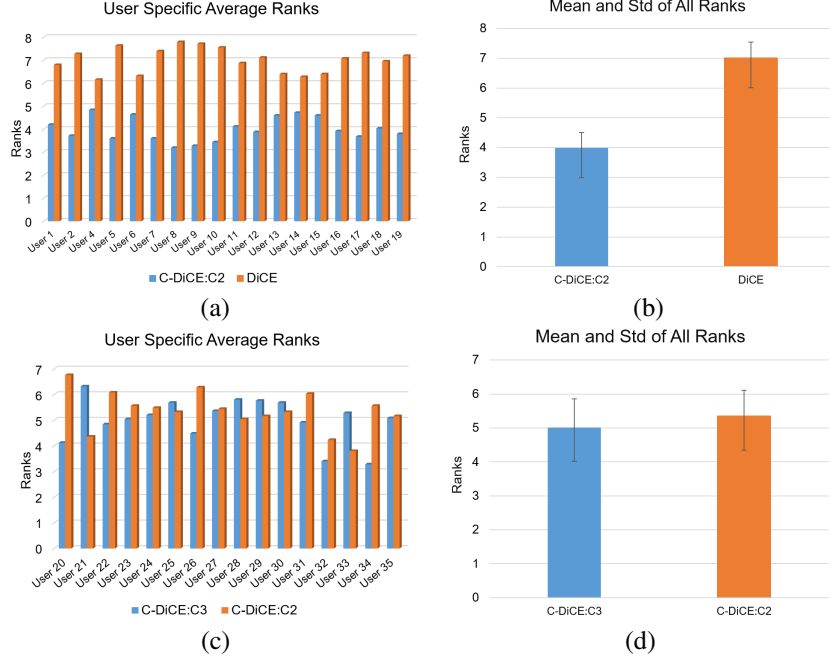 User Specific Average Ranks
8
7
6
5
4
3
2
1
0
Ranks
User 1
User 2
User 4
User 5
User 6
User 7
User 8
User 9
User 10
User 11
User 12
User 13
User 14
User 15
User 16
User 17
User 18
User 19
C-DiCE:C2 DiCE
(a)
Mean and Std of All Ranks
8
7
6
5
4
3
2
1
0
Ranks
C-DiCE:C2 DiCE
(b)
User Specific Average Ranks
7
6
5
4
3
2
1
0
Ranks
User 20
User 21
User 22
User 23
User 24
User 25
User 26
User 27
User 28
User 29
User 30
User 31
User 32
User 33
User 34
User 35
C-DiCE:C3 C-DiCE:C2
(c)
Mean and Std of All Ranks
7
6
5
4
3
2
1
0
Ranks
C-DiCE:C3 C-DiCE:C2
(d)